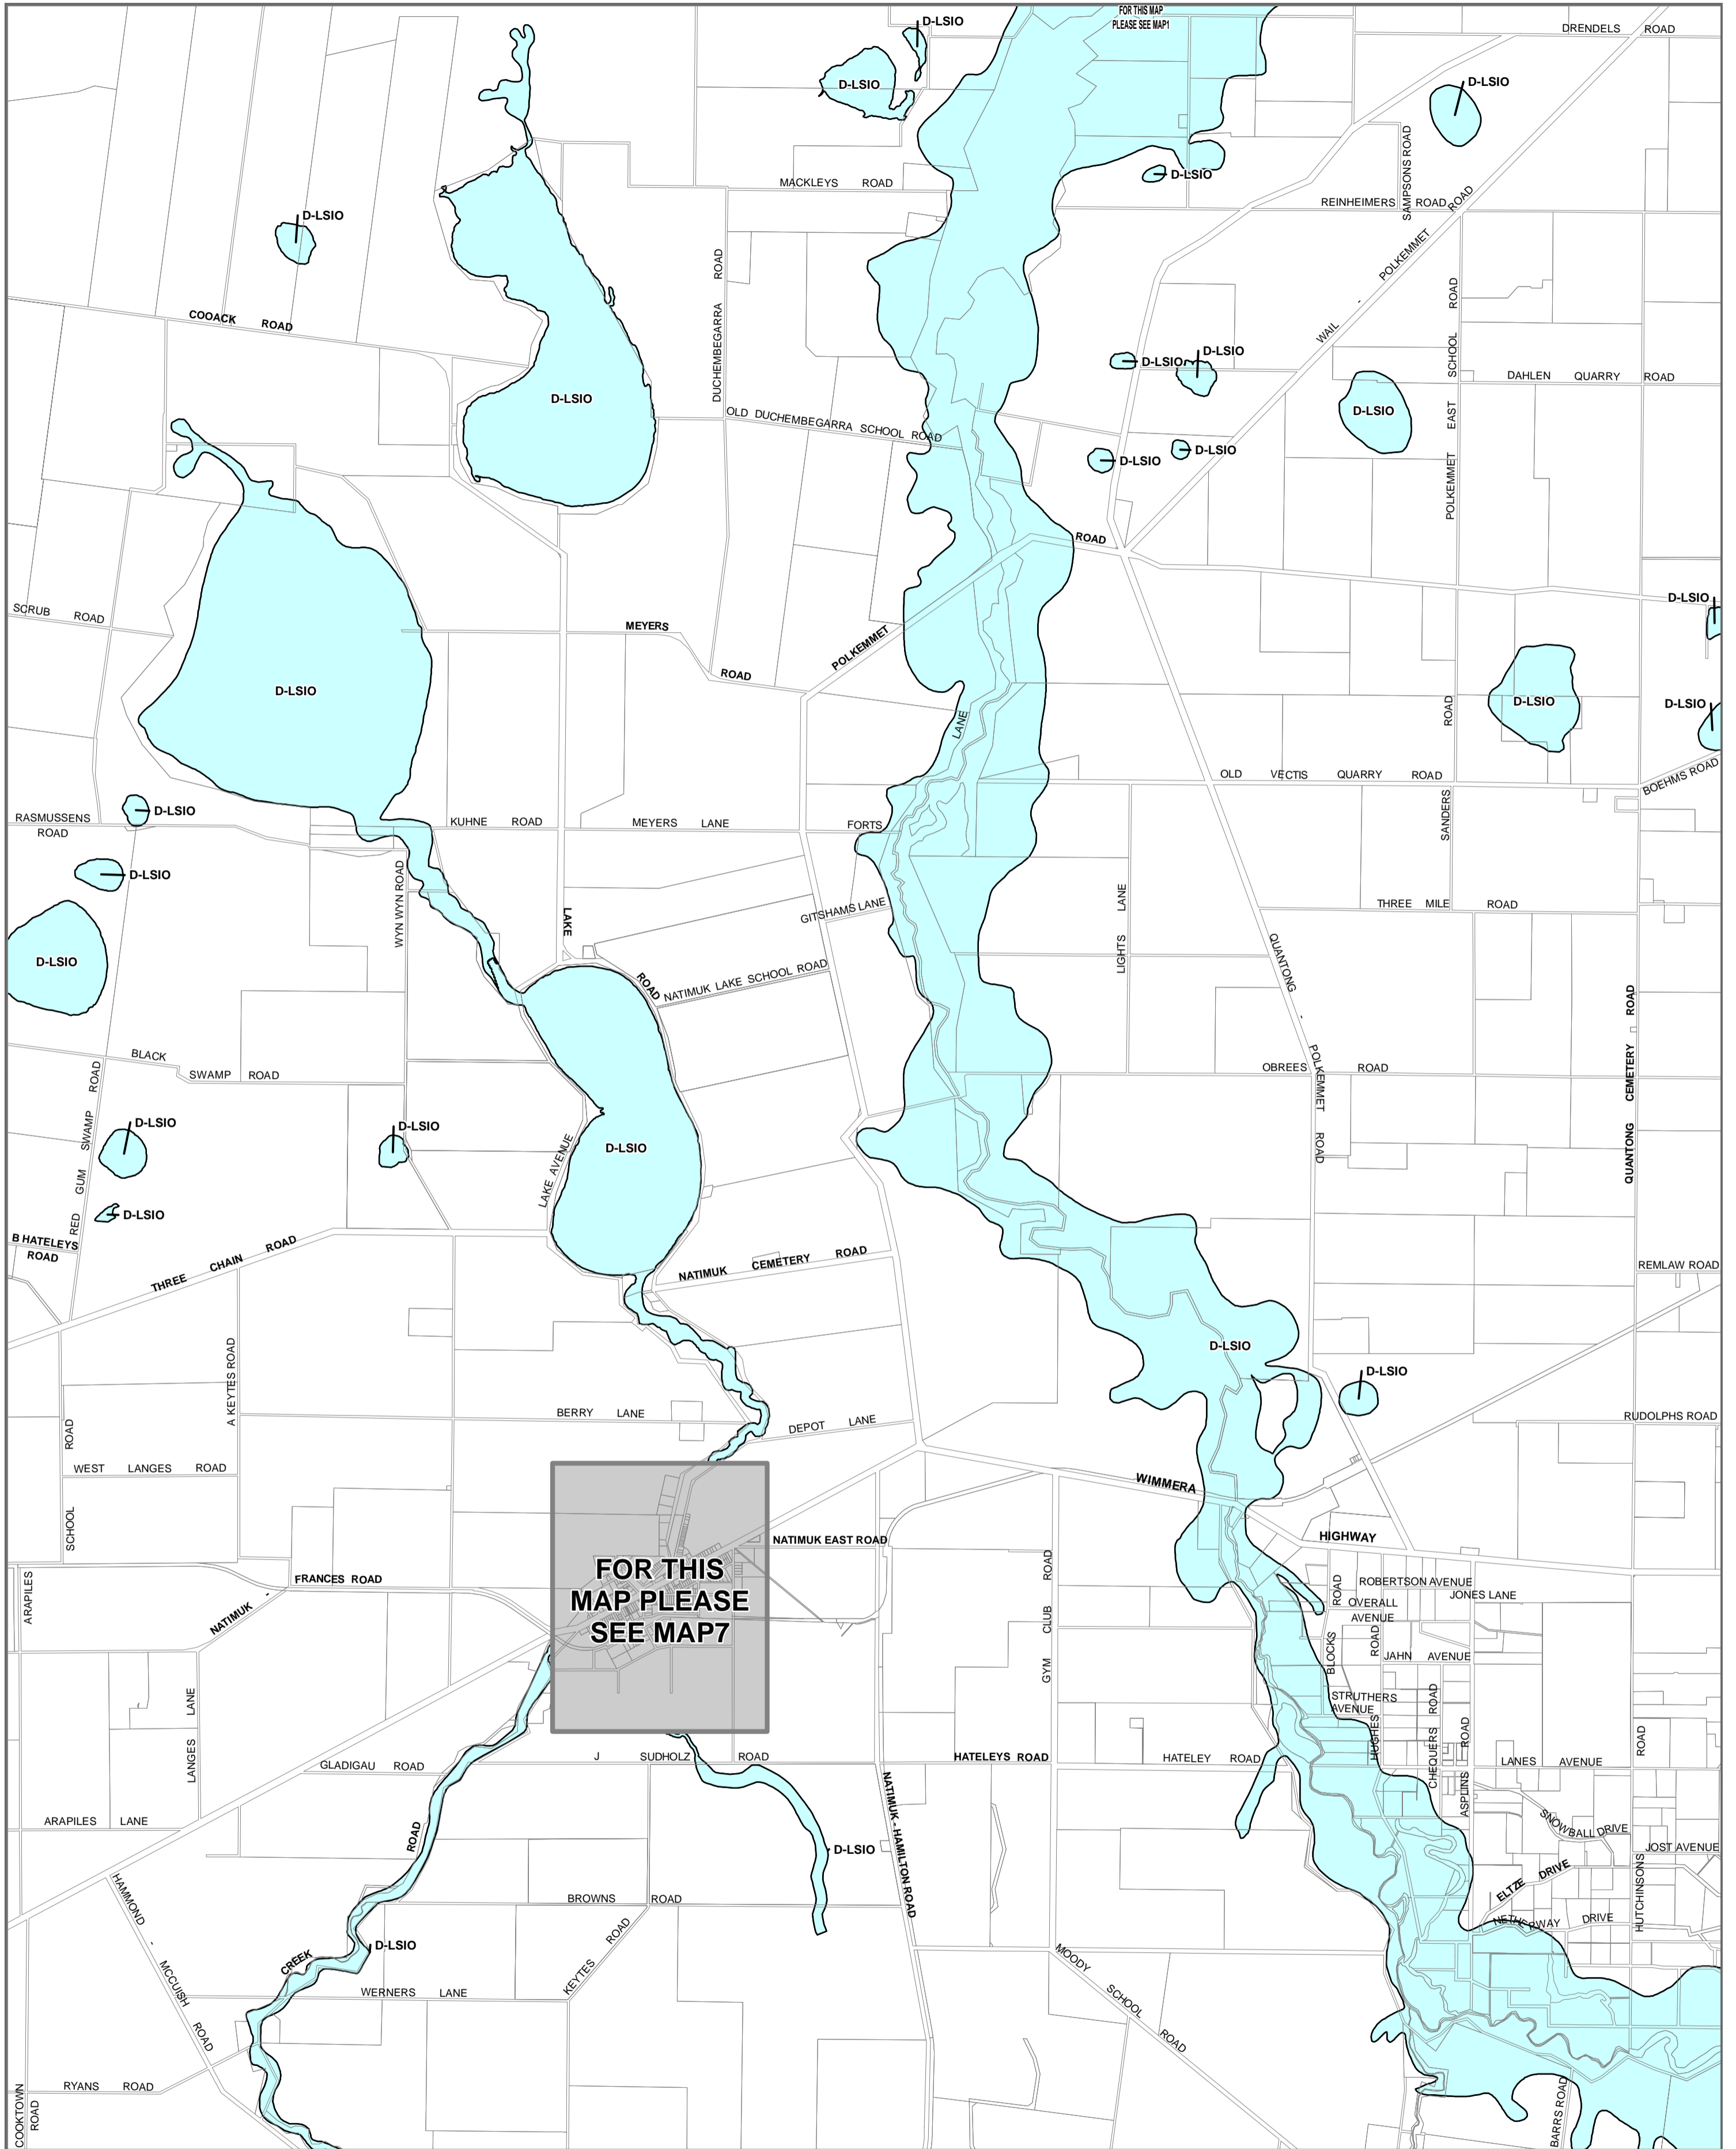 FOR THIS MAP
PLEASE SEE MAP1
D-LSIO
DRENDELS ROAD
D-LSIO
D-LSIO
SAMPSONS ROAD
D-LSIO
MACKLEYS ROAD
REINHEIMERS ROAD
D-LSIO
COOACK ROAD
DUCHEMBEGARRA ROAD
WAIL - POLKEMMET ROAD
D-LSIO
D-LSIO
POLKEMMET EAST SCHOOL ROAD
DAHLEN QUARRY ROAD
D-LSIO
D-LSIO
OLD DUCHEMBEGARRA SCHOOL ROAD
D-LSIO
D-LSIO
POLKEMMET ROAD
D-LSIO
SCRUB ROAD
MEYERS ROAD
D-LSIO
D-LSIO
D-LSIO
LANE
ROAD
OLD VECTIS QUARRY ROAD
BOEHMS ROAD
D-LSIO
RASMUSSENS
ROAD
KUHNE ROAD
MEYERS LANE
FORTS
SANDERS
D-LSIO
WYN WYN ROAD
LAKE ROAD
GITSHAMS LANE
LIGHTS LANE
THREE MILE ROAD
D-LSIO
NATIMUK LAKE SCHOOL ROAD
QUANTONG - POLKEMMET ROAD
QUANTONG CEMETERY ROAD
BLACK SWAMP ROAD
OBREES ROAD
RED GUM SWAMP ROAD
D-LSIO
D-LSIO
LAKE AVENUE
D-LSIO
D-LSIO
B HATELEYS
ROAD
THREE CHAIN ROAD
NATIMUK CEMETERY ROAD
REMLAW ROAD
D-LSIO
D-LSIO
A KEYTES ROAD
BERRY LANE
DEPOT LANE
RUDOLPHS ROAD
ARAPILES SCHOOL ROAD
WEST LANGES ROAD
WIMMERA HIGHWAY
NATIMUK EAST ROAD
FOR THIS
MAP PLEASE
SEE MAP7
NATIMUK - FRANCES ROAD
GYM CLUB ROAD
ROBERTSON AVENUE
JONES LANE
OVERALL
AVENUE
BLOCKS ROAD
JAHN AVENUE
STRUTHERS
AVENUE
HUGHES ROAD
CHEQUERS ROAD
ASPLINS ROAD
LANGES LANE
GLADIGAU ROAD
J SUDHOLZ ROAD
HATELEYS ROAD
HATELEY ROAD
LANES AVENUE
HUTCHINSONS ROAD
NATIMUK - HAMILTON ROAD
ARAPILES LANE
SNOWBALL DRIVE
JOST AVENUE
D-LSIO
ELTZE DRIVE
BROWNS ROAD
NETHERWAY DRIVE
HAMMOND - MCCUISH ROAD
CREEK ROAD
D-LSIO
KEYTES ROAD
WERNERS LANE
MOODY SCHOOL ROAD
RYANS ROAD
COOKTOWN
ROAD
BARRS ROAD